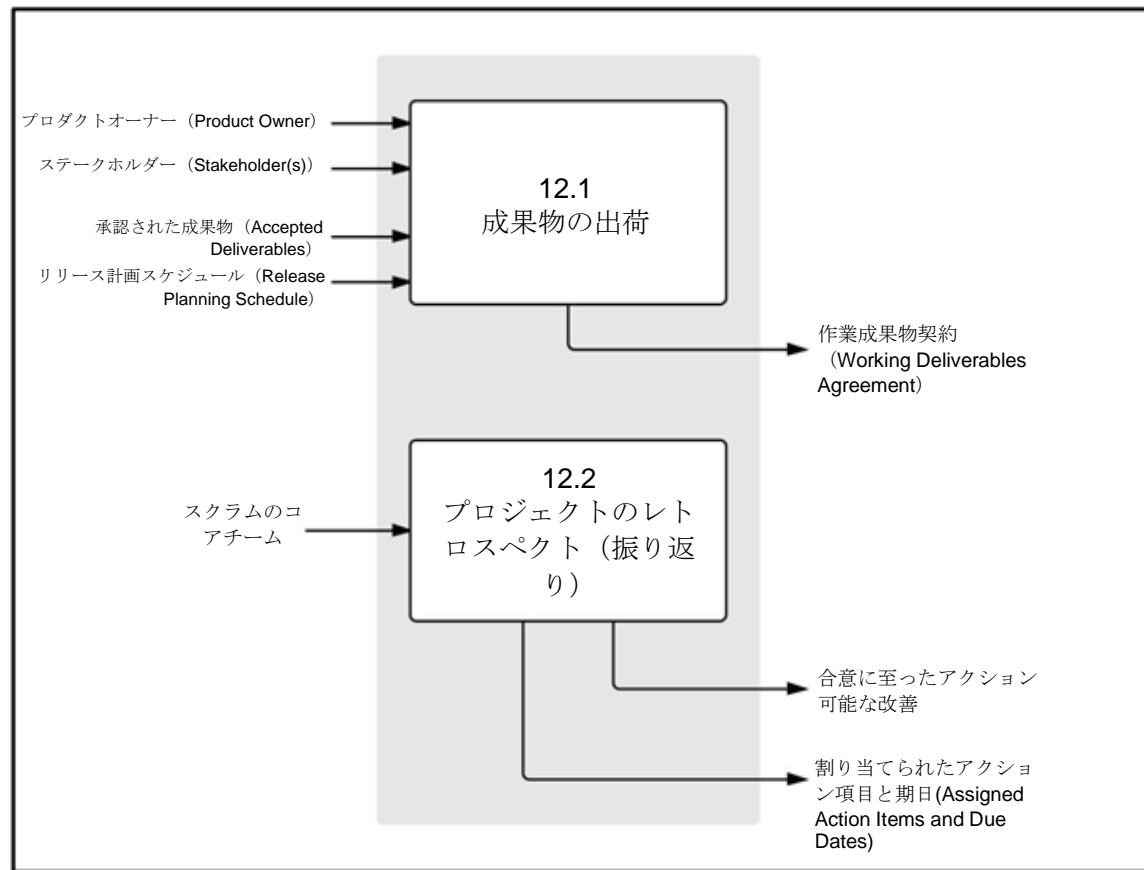 プロダクトオーナー（Product Owner）
ステークホルダー（Stakeholder(s)）
承認された成果物（Accepted
Deliverables）
リリース計画スケジュール（Release
Planning Schedule）
12.1
成果物の出荷
作業成果物契約
（Working Deliverables
Agreement）
スクラムのコ
アチーム
12.2
プロジェクトのレト
ロスペクト（振り返
り）
合意に至ったアクション
可能な改善
割り当てられたアクショ
ン項目と期日(Assigned
Action Items and Due
Dates)